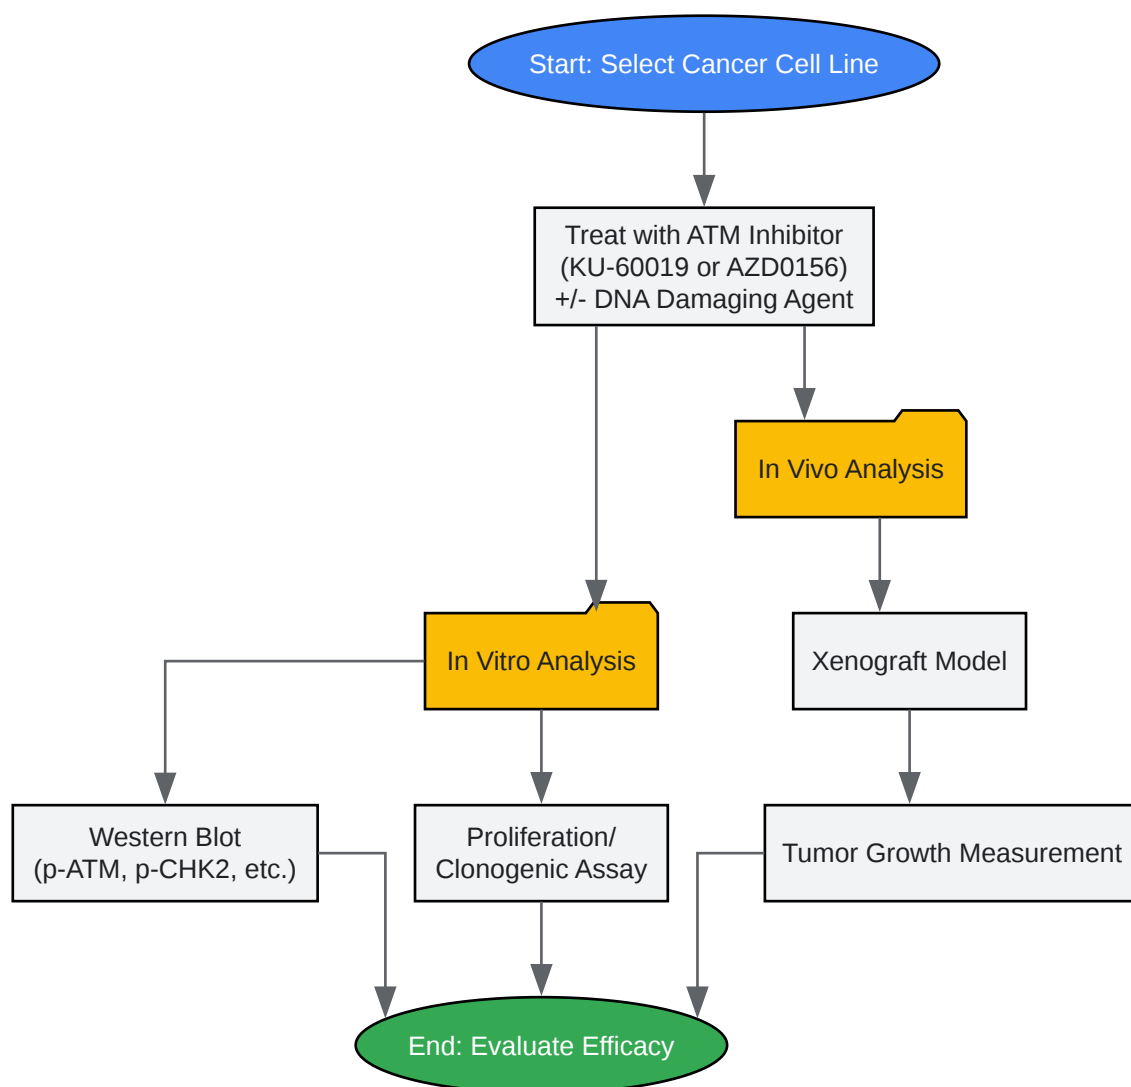 Start: Select Cancer Cell Line
Treat with ATM Inhibitor
(KU-60019 or AZD0156)
+/- DNA Damaging Agent
In Vivo Analysis
In Vitro Analysis
Xenograft Model
Western Blot
(p-ATM, p-CHK2, etc.)
Proliferation/
Clonogenic Assay
Tumor Growth Measurement
End: Evaluate Efficacy